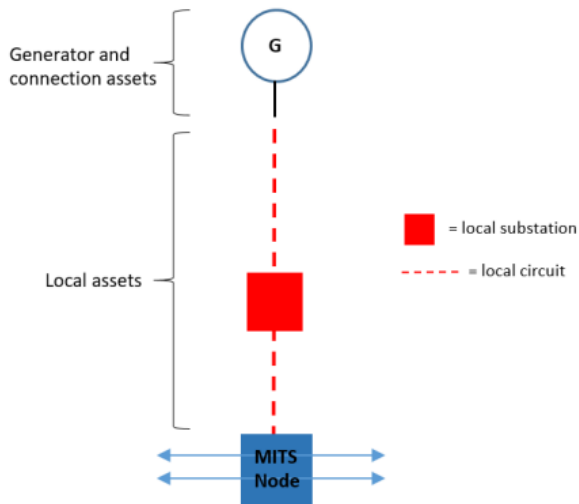 G
Generator and
connection assets
= local substation
= local circuit
Local assets
MITS
Node